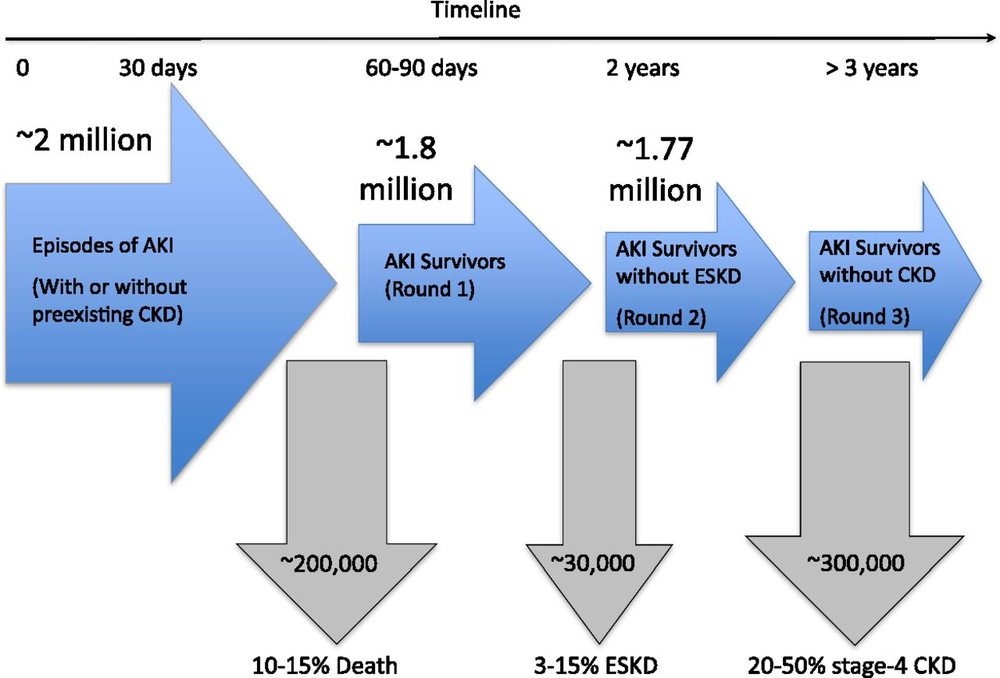 Timeline
0
30 days
60-90 days
2 years
> 3 years
~2 million
~1.8
million
~1.77
million
Episodes of AKI
(With or without
preexisting CKD)
AKI Survivors
(Round 1)
AKI Survivors
without ESKD
(Round 2)
AKI Survivors
without CKD
(Round 3)
~200,000
~30,000
~300,000
10-15% Death
3-15% ESKD
20-50% stage-4 CKD